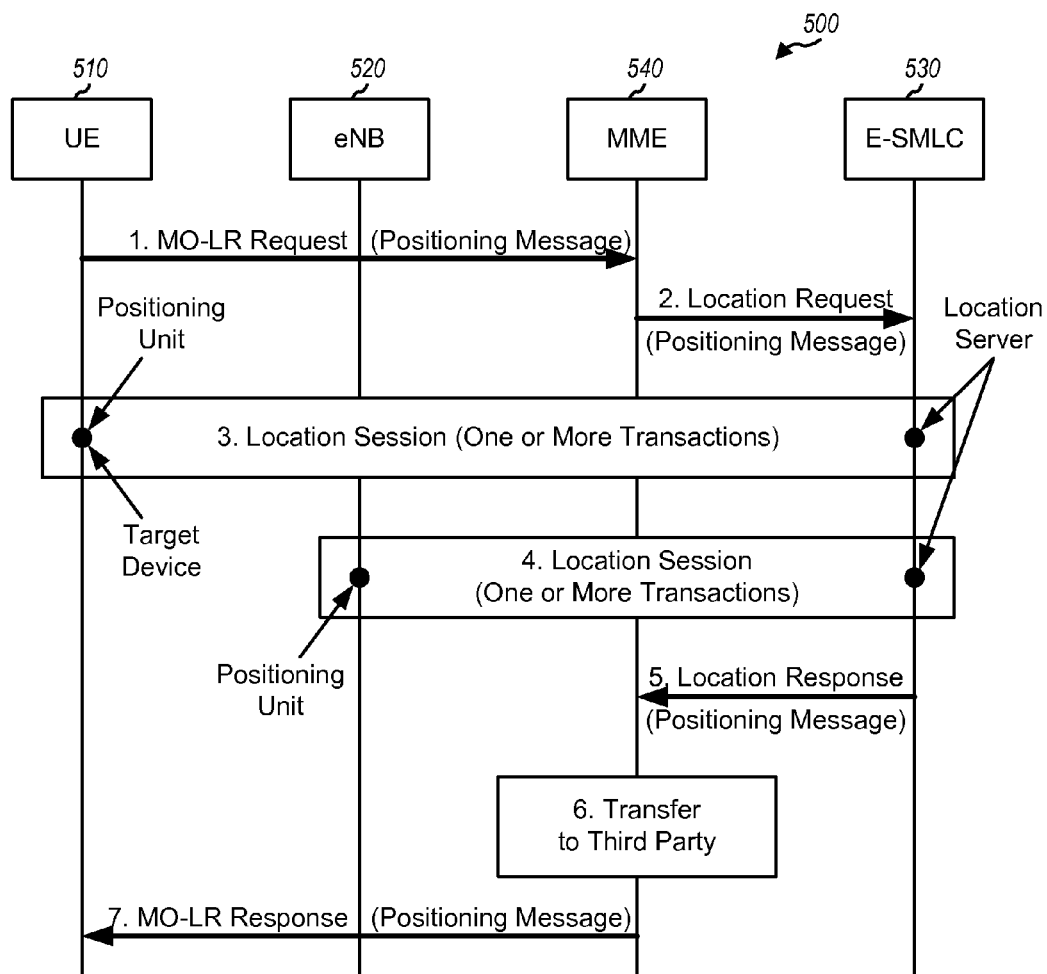 500
510
520
540
530
UE
eNB
MME
E-SMLC
1. MO-LR Request (Positioning Message)
2. Location Request
(Positioning Message)
Positioning
Unit
Location
Server
3. Location Session (One or More Transactions)
Target
Device
4. Location Session
(One or More Transactions)
Positioning
Unit
5. Location Response
(Positioning Message)
6. Transfer
to Third Party
7. MO-LR Response (Positioning Message)